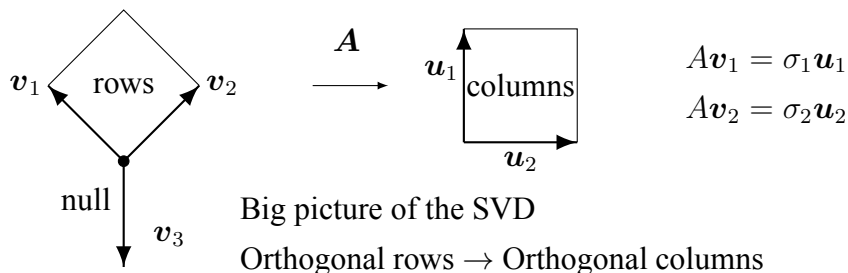 A
v₁ rows v₂
u₁ columns
u₂
Av₁ = σ₁u₁
Av₂ = σ₂u₂
null
v₃
Big picture of the SVD
Orthogonal rows → Orthogonal columns